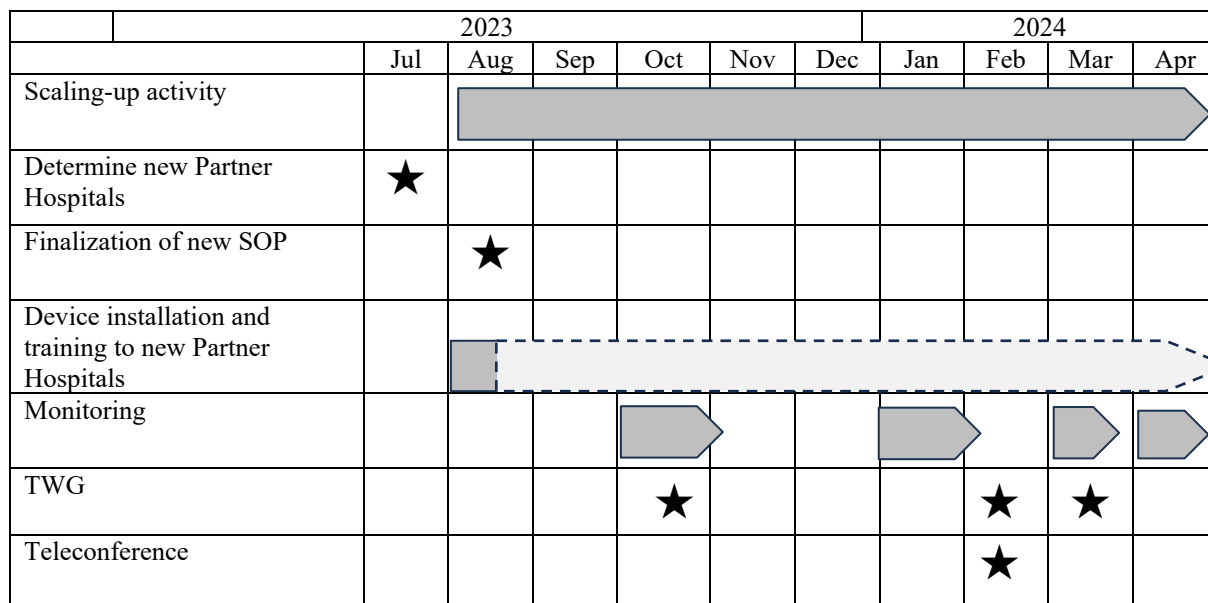 2023 2024
Jul Aug Sep Oct Nov Dec Jan Feb Mar Apr
Scaling-up activity
Determine new Partner
Hospitals
Finalization of new SOP
Device installation and
training to new Partner
Hospitals
Monitoring
TWG
Teleconference